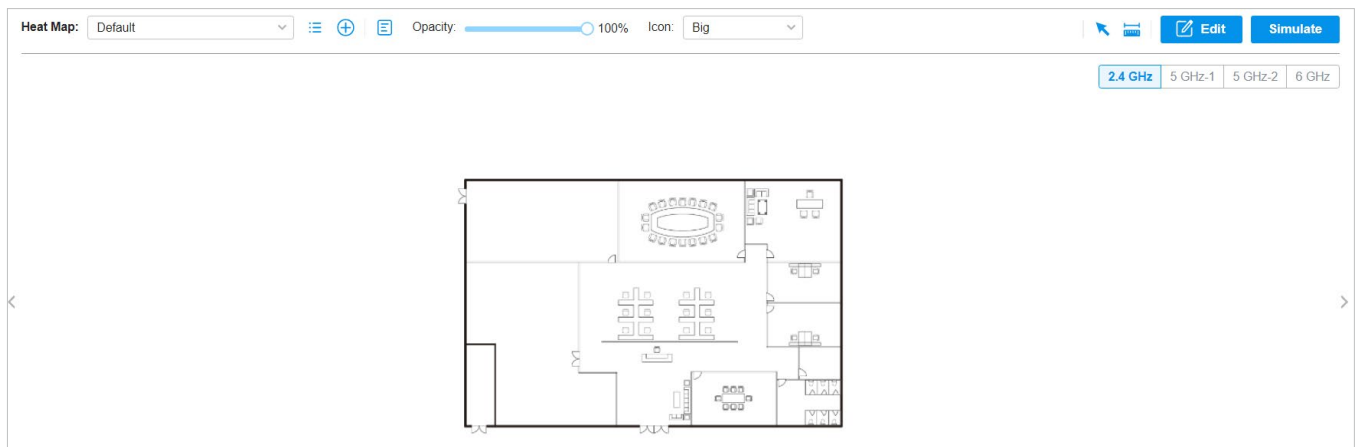 Heat Map: Default Opacity: 100% Icon: Big Edit Simulate
2.4 GHz 5 GHz-1 5 GHz-2 6 GHz